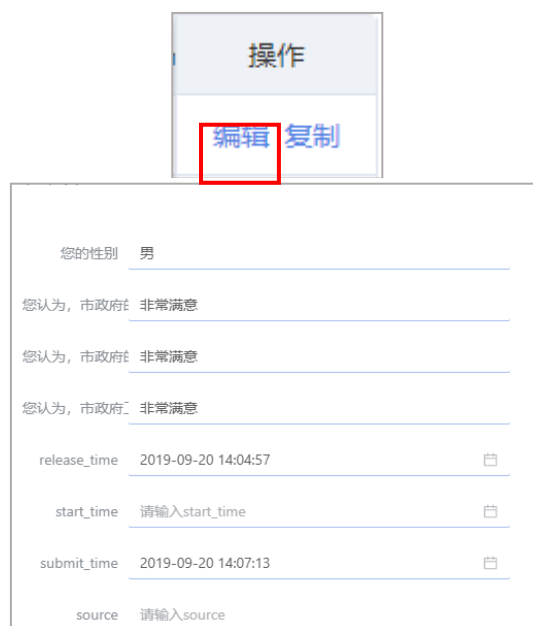 操作
编辑 复制
您的性别 男
您认为，市政府的 非常满意
您认为，市政府的 非常满意
您认为，市政府工 非常满意
release_time 2019-09-20 14:04:57
start_time 请输入start_time
submit_time 2019-09-20 14:07:13
source 请输入source